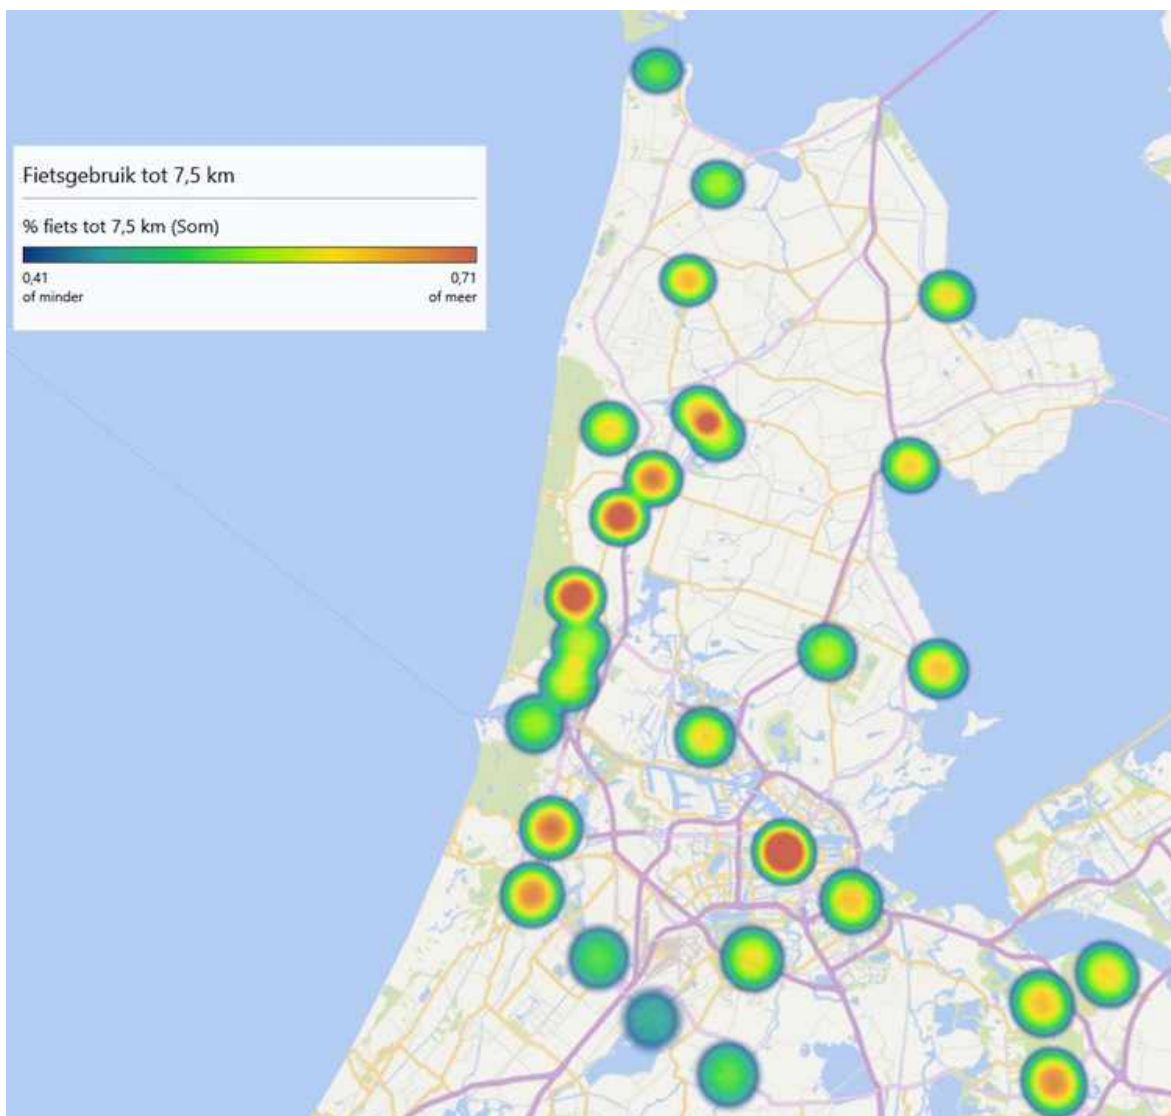 Fietsgebruik tot 7,5 km
% fiets tot 7,5 km (Som)
0,41 0,71
of minder of meer